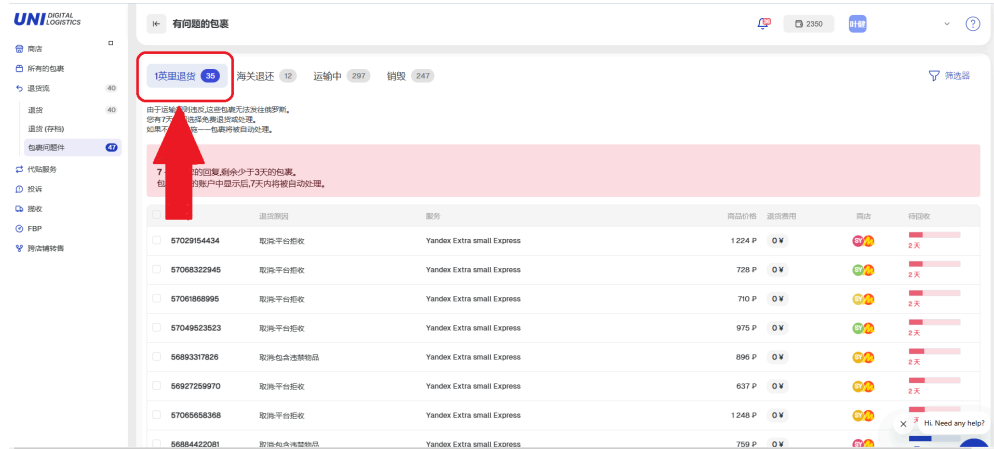 UNI DIGITAL LOGISTICS
有问题的包裹
2350
叶健
?
商店
所有的包裹
退货流 40
退货 40
退货 (存档)
包裹问题件 47
代贴服务
投诉
揽收
FBP
跨店铺转售
1英里退货 35
海关退还 12
运输中 297
销毁 247
筛选器
由于运输 则违反,这些包裹无法发往俄罗斯。
您有7天 选择免费退货或处理。
如果不 施——包裹将被自动处理。
7 的回复,剩余少于3天的包裹。
包 的账户中显示后,7天内将被自动处理。
退货原因 服务 商品价格 退货费用 商店 待回收
57029154434 取消:平台拒收 Yandex Extra small Express 1 224 ₽ 0 ¥ SY 2 天
57068322945 取消:平台拒收 Yandex Extra small Express 728 ₽ 0 ¥ SY 2 天
57061868995 取消:平台拒收 Yandex Extra small Express 710 ₽ 0 ¥ SY 2 天
57049523523 取消:平台拒收 Yandex Extra small Express 975 ₽ 0 ¥ SY 2 天
56893317826 取消:包含违禁物品 Yandex Extra small Express 896 ₽ 0 ¥ SY 2 天
56927259970 取消:平台拒收 Yandex Extra small Express 637 ₽ 0 ¥ SY 2 天
57065658368 取消:平台拒收 Yandex Extra small Express 1 248 ₽ 0 ¥ SY
Hi. Need any help?
56884422081 取消:包含违禁物品 Yandex Extra small Express 759 ₽ 0 ¥ SY